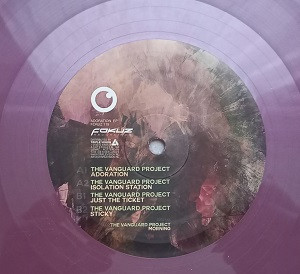 ADORATION EP
FOKUZ
THE VANGUARD PROJECT
ADORATION
THE VANGUARD PROJECT
ISOLATION STATION
THE VANGUARD PROJECT
JUST THE TICKET
THE VANGUARD PROJECT
STICKY
THE VANGUARD PROJECT
MORNING